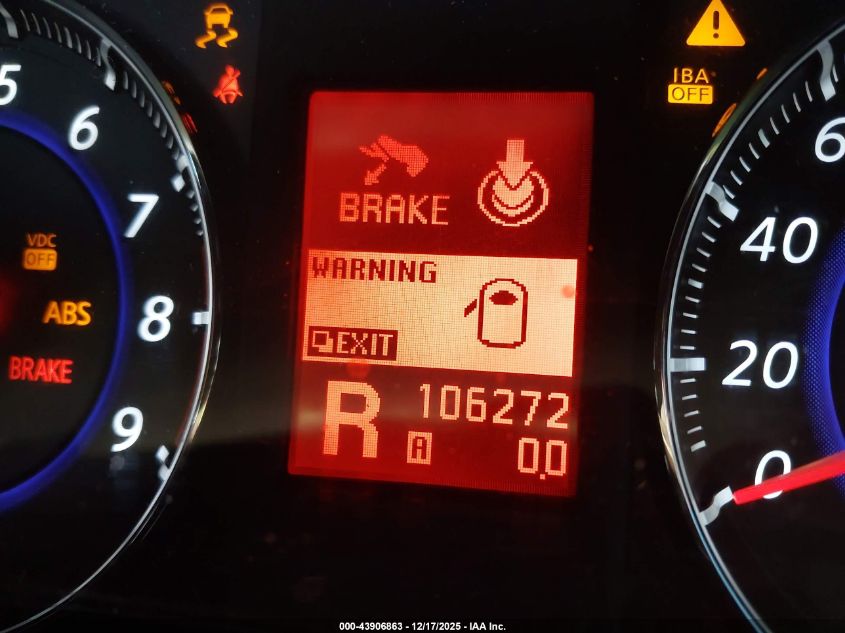 5
6
7
8
9
VDC
OFF
ABS
BRAKE
BRAKE
WARNING
EXIT
R
106272
A
0.0
IBA
OFF
6
40
20
0
000-43906863 - 12/17/2025 - IAA Inc.